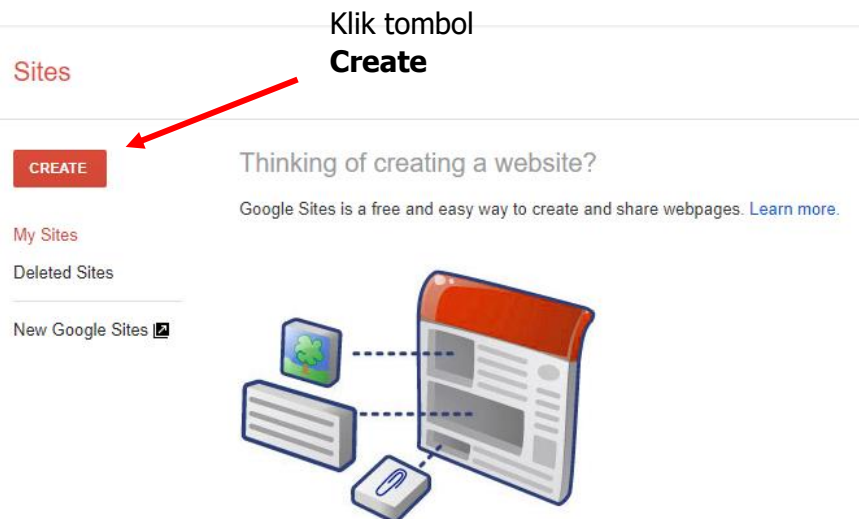 Klik tombol
Create
Sites
CREATE
Thinking of creating a website?
Google Sites is a free and easy way to create and share webpages. Learn more.
My Sites
Deleted Sites
New Google Sites